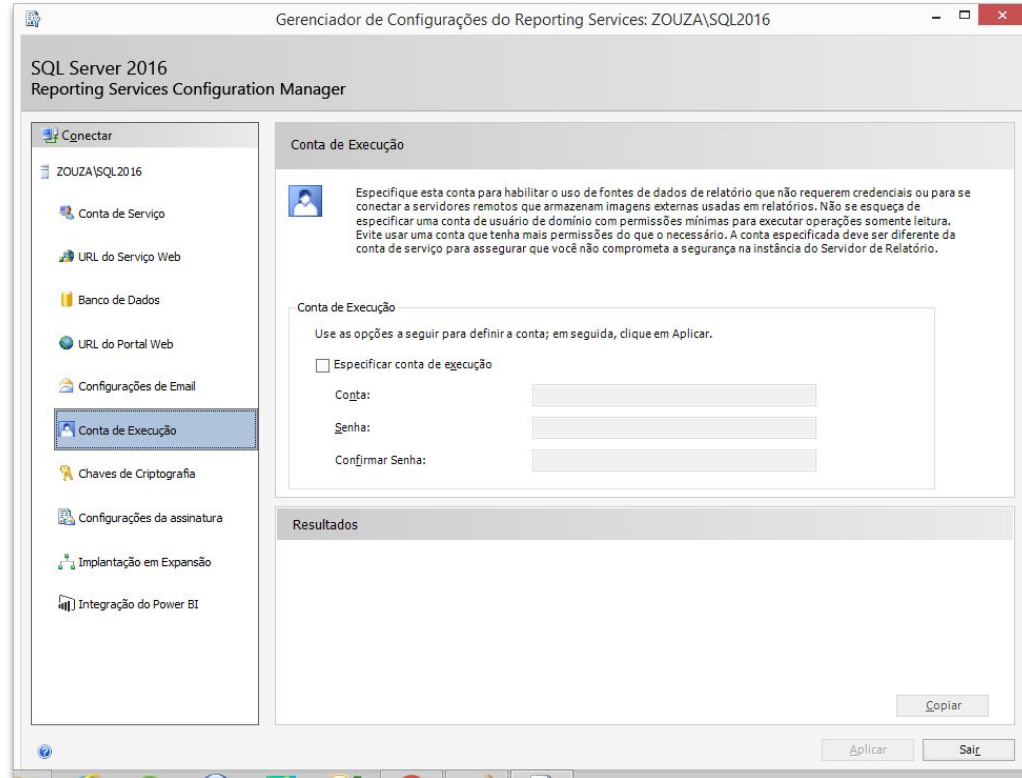 Gerenciador de Configurações do Reporting Services: ZOUZA\SQL2016
SQL Server 2016
Reporting Services Configuration Manager
Conectar
ZOUZA\SQL2016
Conta de Serviço
URL do Serviço Web
Banco de Dados
URL do Portal Web
Configurações de Email
Conta de Execução
Chaves de Criptografia
Configurações da assinatura
Implantação em Expansão
Integração do Power BI
Conta de Execução
Especifique esta conta para habilitar o uso de fontes de dados de relatório que não requerem credenciais ou para se
conectar a servidores remotos que armazenam imagens externas usadas em relatórios. Não se esqueça de
especificar uma conta de usuário de domínio com permissões mínimas para executar operações somente leitura.
Evite usar uma conta que tenha mais permissões do que o necessário. A conta especificada deve ser diferente da
conta de serviço para assegurar que você não comprometa a segurança na instância do Servidor de Relatório.
Conta de Execução
Use as opções a seguir para definir a conta; em seguida, clique em Aplicar.
Especificar conta de execução
Conta:
Senha:
Confirmar Senha:
Resultados
Copiar
Aplicar
Sair